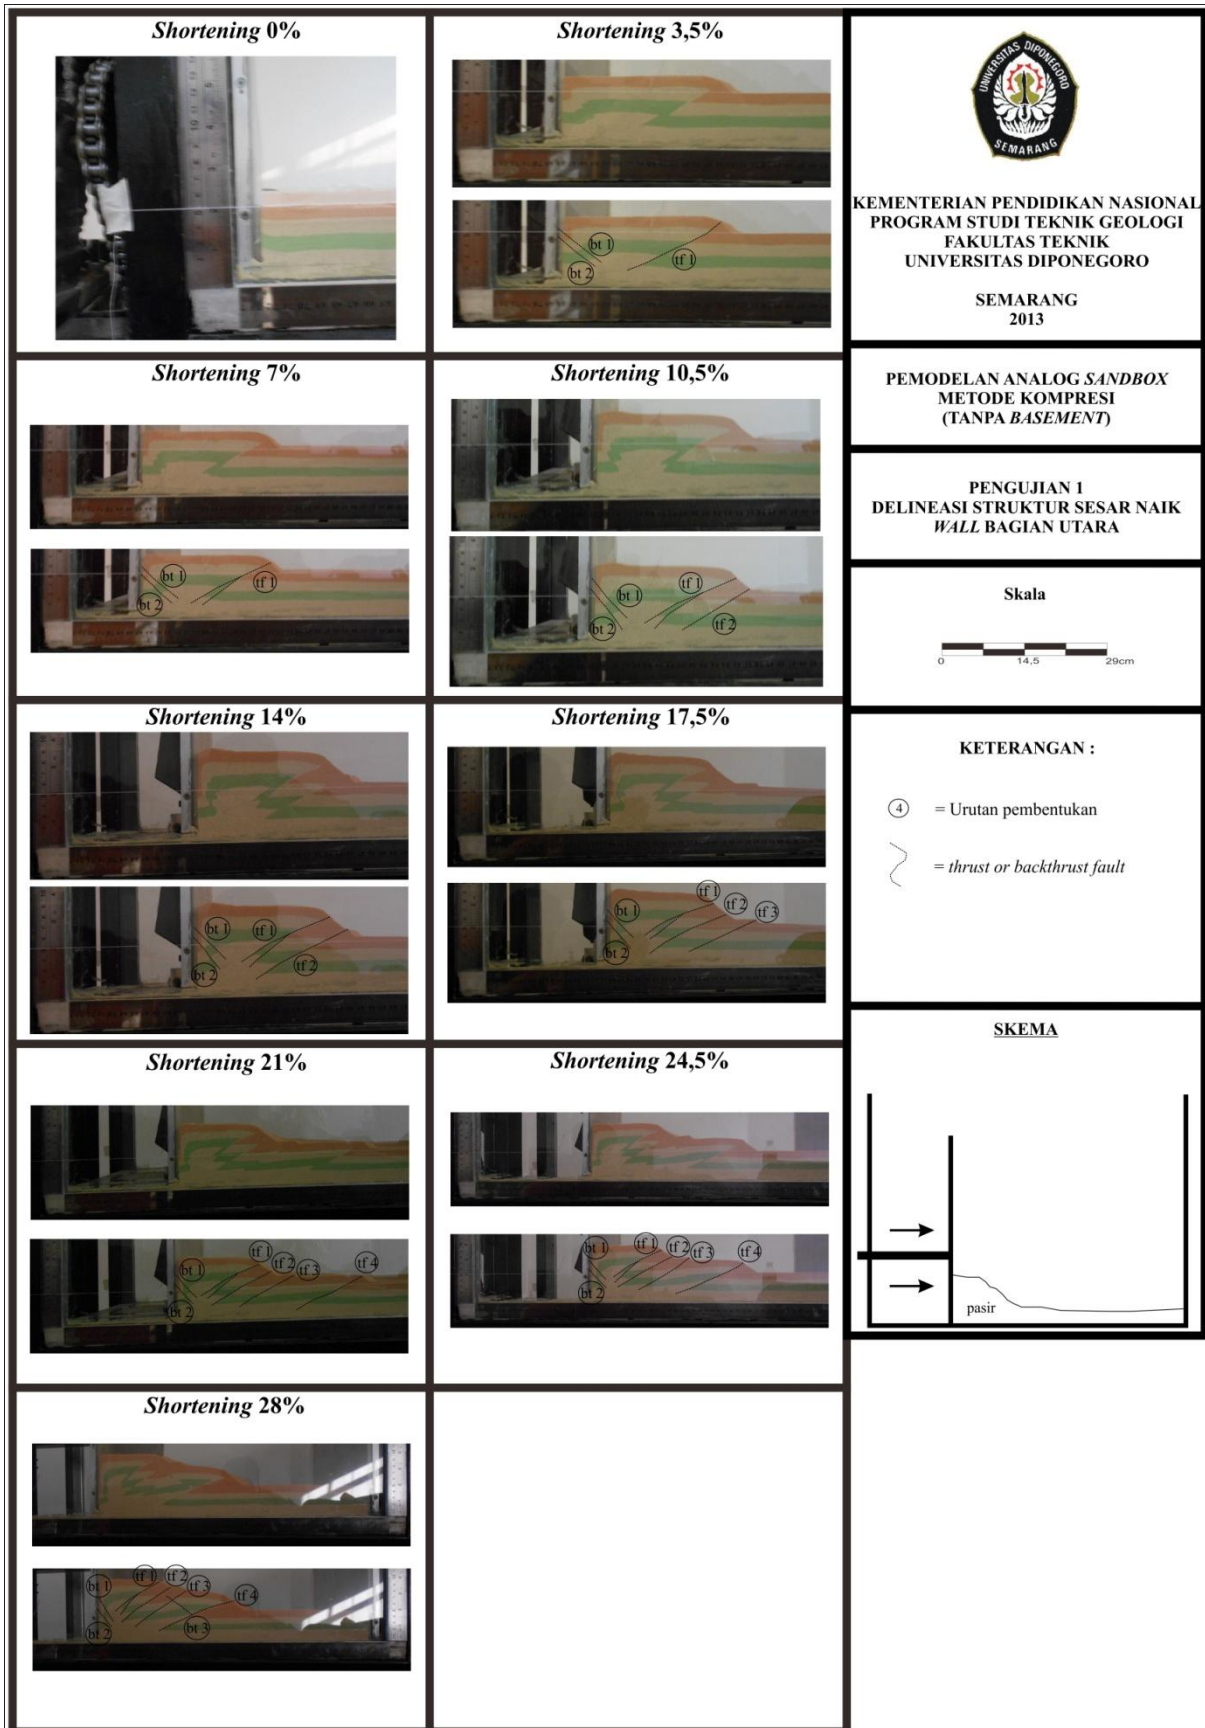 Shortening 0%
Shortening 3,5%
bt 1
bt 2
tf 1
Shortening 7%
bt 1
bt 2
tf 1
Shortening 10,5%
bt 1
tf 1
bt 2
tf 2
Shortening 14%
bt 1
tf 1
bt 2
tf 2
Shortening 17,5%
tf 1
tf 2
tf 3
bt 1
bt 2
Shortening 21%
tf 1
tf 2
tf 3
tf 4
bt 1
bt 2
Shortening 24,5%
bt 1
tf 1
tf 2
tf 3
tf 4
bt 2
Shortening 28%
bt 1
tf 1
tf 2
tf 3
tf 4
bt 2
bt 3
UNIVERSITAS DIPONEGORO
SEMARANG
KEMENTERIAN PENDIDIKAN NASIONAL
PROGRAM STUDI TEKNIK GEOLOGI
FAKULTAS TEKNIK
UNIVERSITAS DIPONEGORO
SEMARANG
2013
PEMODELAN ANALOG SANDBOX
METODE KOMPRESI
(TANPA BASEMENT)
PENGUJIAN 1
DELINEASI STRUKTUR SESAR NAIK
WALL BAGIAN UTARA
Skala
0 14,5 29cm
KETERANGAN :
4 = Urutan pembentukan
= thrust or backthrust fault
SKEMA
pasir